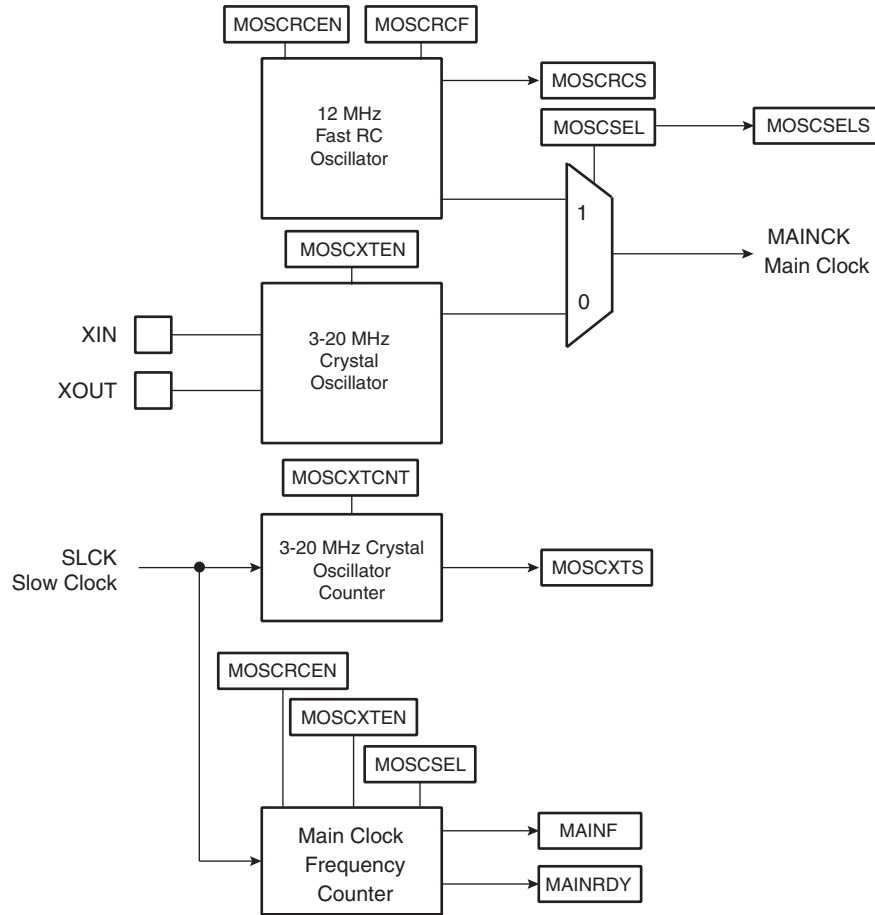 MOSCRCEN
MOSCRCF
12 MHz
Fast RC
Oscillator
MOSCRCS
MOSCSEL
MOSCSELS
1
0
MAINCK
Main Clock
MOSCXTEN
XIN
XOUT
3-20 MHz
Crystal
Oscillator
MOSCXTCNT
SLCK
Slow Clock
3-20 MHz Crystal
Oscillator
Counter
MOSCXTS
MOSCRCEN
MOSCXTEN
MOSCSEL
Main Clock
Frequency
Counter
MAINF
MAINRDY